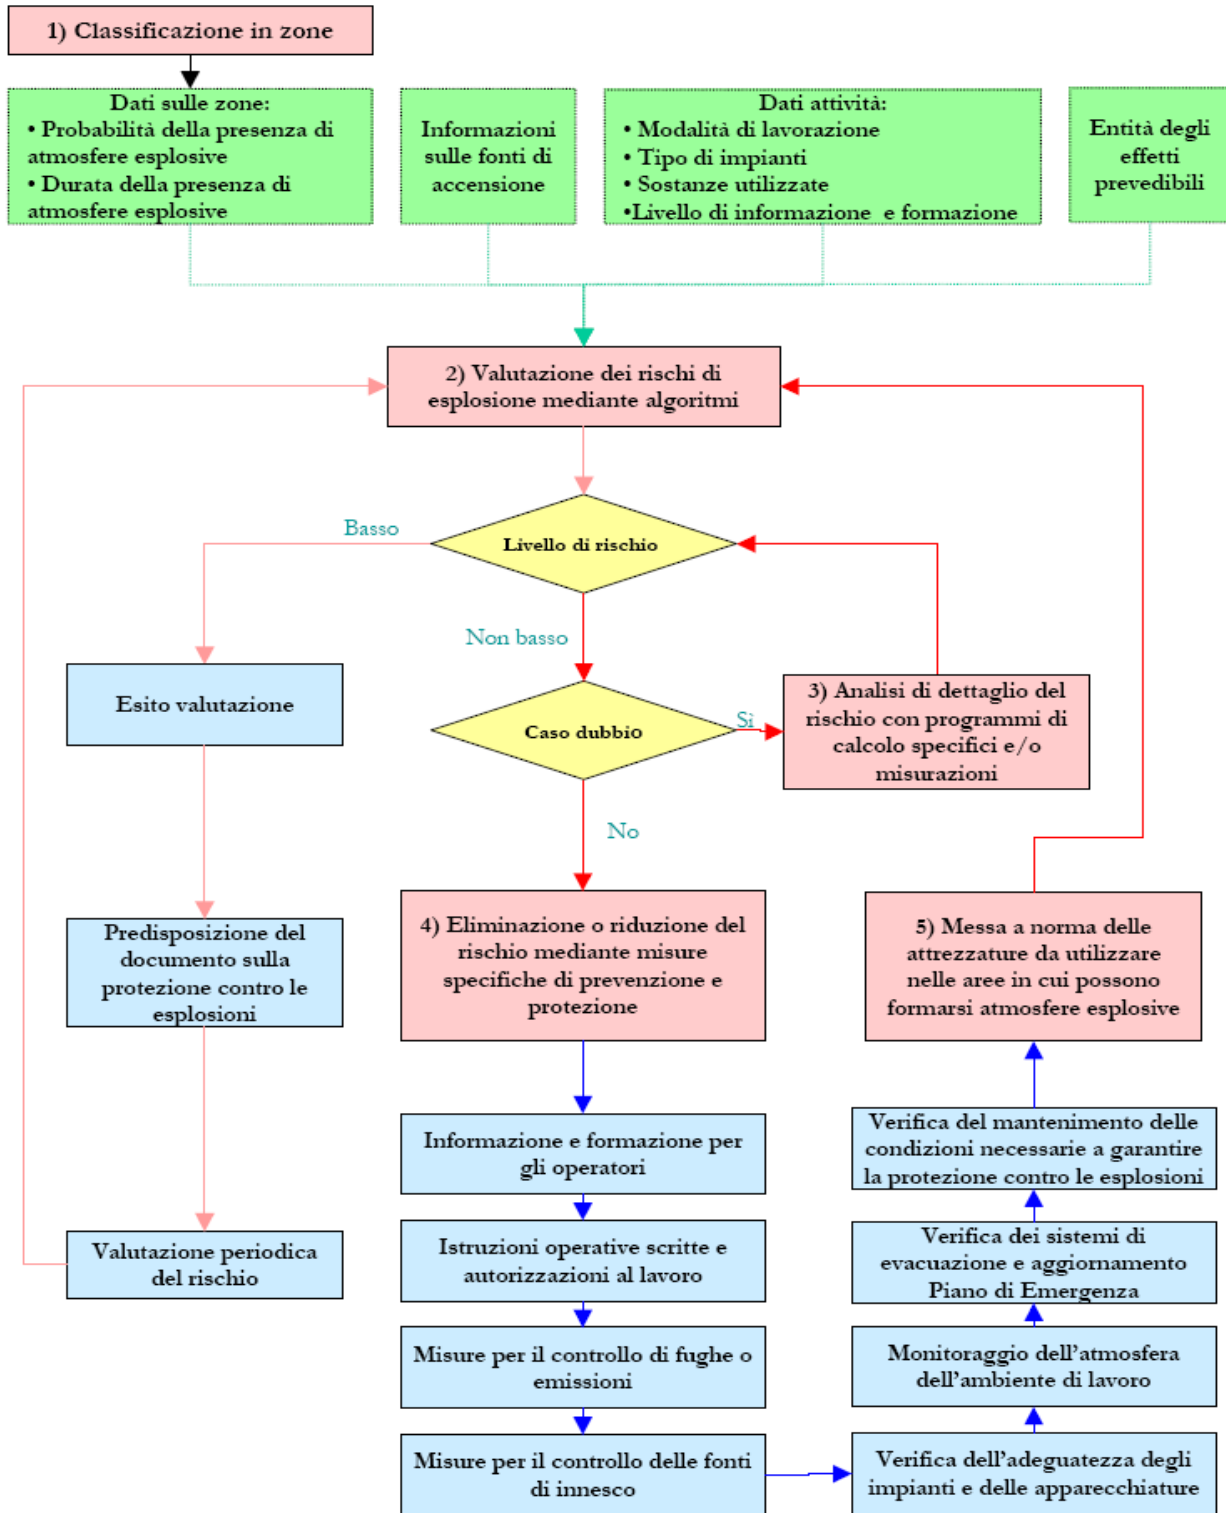 1) Classificazione in zone
Dati sulle zone:
• Probabilità della presenza di
atmosfere esplosive
• Durata della presenza di
atmosfere esplosive
Informazioni
sulle fonti di
accensione
Dati attività:
• Modalità di lavorazione
• Tipo di impianti
• Sostanze utilizzate
•Livello di informazione e formazione
Entità degli
effetti
prevedibili
2) Valutazione dei rischi di
esplosione mediante algoritmi
Basso
Livello di rischio
Non basso
Esito valutazione
Caso dubbio
Sì
3) Analisi di dettaglio del
rischio con programmi di
calcolo specifici e/o
misurazioni
No
Predisposizione del
documento sulla
protezione contro le
esplosioni
4) Eliminazione o riduzione del
rischio mediante misure
specifiche di prevenzione e
protezione
5) Messa a norma delle
attrezzature da utilizzare
nelle aree in cui possono
formarsi atmosfere esplosive
Informazione e formazione per
gli operatori
Verifica del mantenimento delle
condizioni necessarie a garantire
la protezione contro le esplosioni
Valutazione periodica
del rischio
Istruzioni operative scritte e
autorizzazioni al lavoro
Verifica dei sistemi di
evacuazione e aggiornamento
Piano di Emergenza
Misure per il controllo di fughe o
emissioni
Monitoraggio dell'atmosfera
dell'ambiente di lavoro
Misure per il controllo delle fonti
di innesco
Verifica dell'adeguatezza degli
impianti e delle apparecchiature